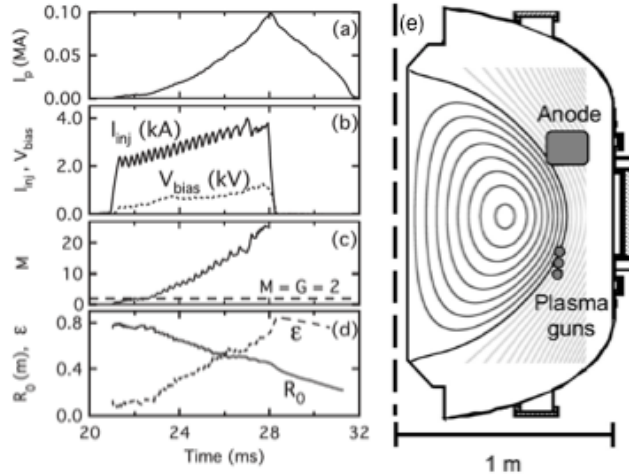 I_p (MA)
0.10
0.05
0.00
(a)
I_inj, V_bias
4.0
2.0
0.0
I_inj (kA)
(b)
V_bias (kV)
M
20
10
0
(c)
M = G = 2
R_0 (m), ε
0.8
0.4
0.0
(d)
ε
R_0
20
24
28
32
Time (ms)
(e)
Anode
Plasma
guns
1 m